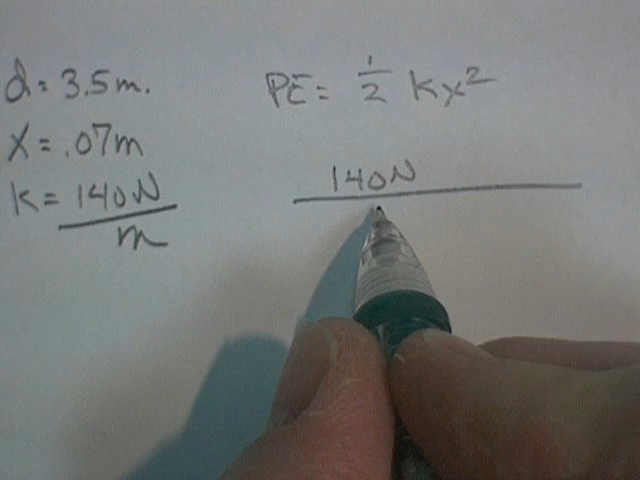 d = 3.5m.
X = .07m
k = 140N
m
PE = 1/2 kx²
140N